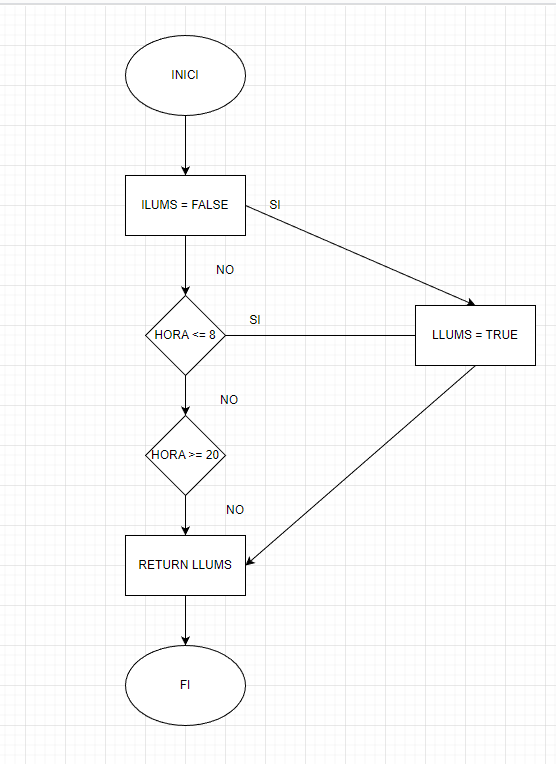 INICI
ILUMS = FALSE
SI
NO
HORA <= 8
SI
LLUMS = TRUE
NO
HORA >= 20
NO
RETURN LLUMS
FI